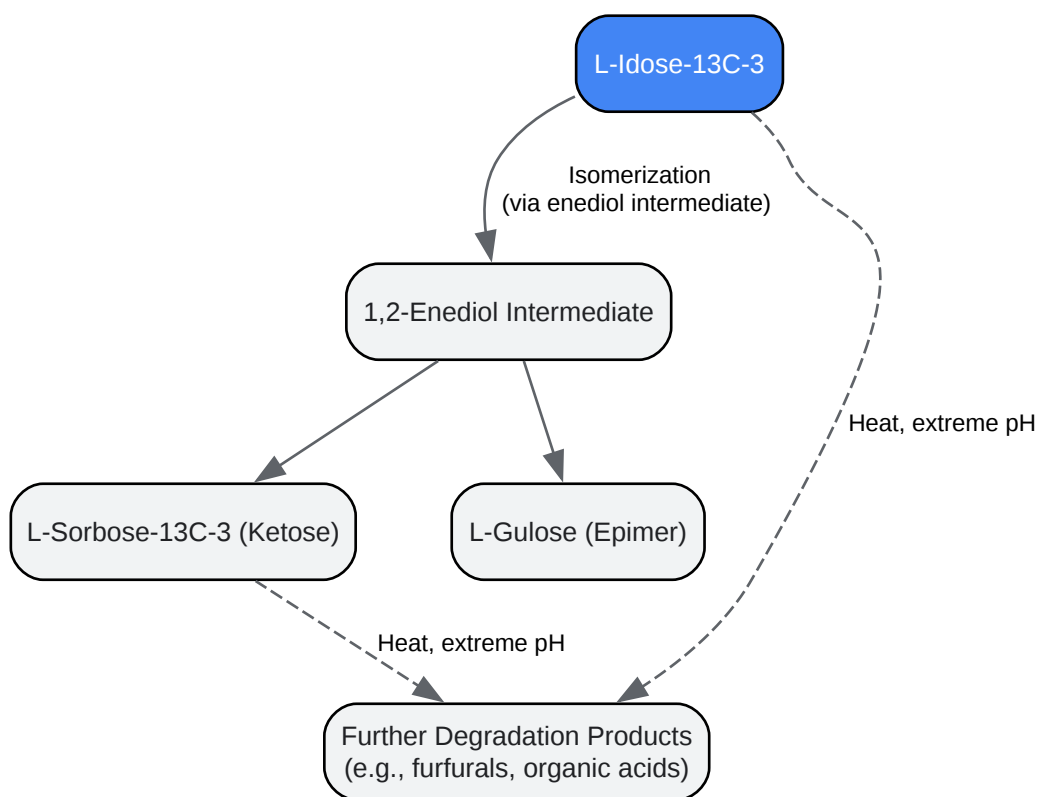 L-Idose-13C-3
Isomerization
(via enediol intermediate)
1,2-Enediol Intermediate
Heat, extreme pH
L-Sorbose-13C-3 (Ketose)
L-Gulose (Epimer)
Heat, extreme pH
Further Degradation Products
(e.g., furfurals, organic acids)